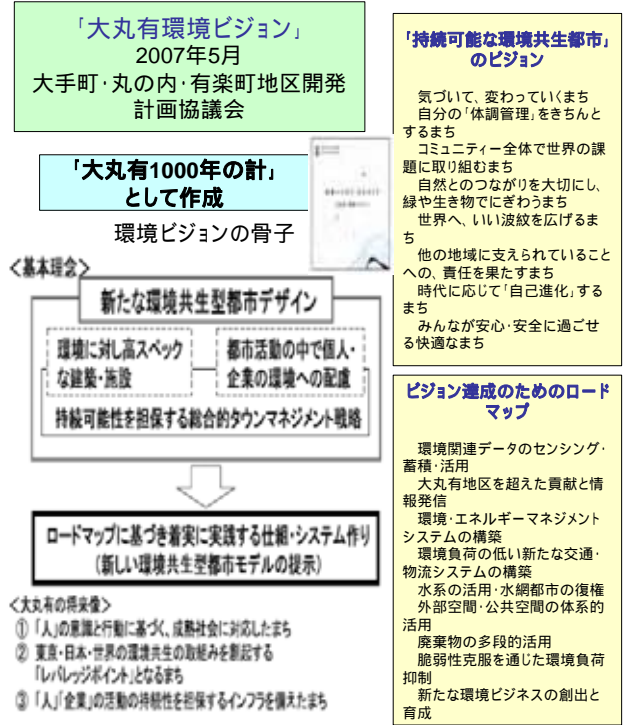 「大丸有環境ビジョン」
2007年5月
大手町・丸の内・有楽町地区開発
計画協議会
「大丸有1000年の計」
として作成
環境ビジョンの骨子
<基本理念>
新たな環境共生型都市デザイン
環境に対し高スペック
な建築・施設
都市活動の中で個人・
企業の環境への配慮
持続可能性を担保する総合的タウンマネジメント戦略
ロードマップに基づき着実に実践する仕組・システム作り
(新しい環境共生型都市モデルの提示)
<大丸有の将来像>
① 「人」の意識と行動に基づく、成熟社会に対応したまち
② 東京・日本・世界の環境共生の取組みを創起する
「レバレッジポイント」となるまち
③ 「人」「企業」の活動の持続性を担保するインフラを備えたまち
「持続可能な環境共生都市」
のビジョン
気づいて、変わっていくまち
自分の「体調管理」をきちんと
するまち
コミュニティー全体で世界の課
題に取り組むまち
自然とのつながりを大切にし、
緑や生き物でにぎわうまち
世界へ、いい波紋を広げるま
ち
他の地域に支えられていること
への、責任を果たすまち
時代に応じて「自己進化」する
まち
みんなが安心・安全に過ごせ
る快適なまち
ビジョン達成のためのロード
マップ
環境関連データのセンシング・
蓄積・活用
大丸有地区を超えた貢献と情
報発信
環境・エネルギーマネジメント
システムの構築
環境負荷の低い新たな交通・
物流システムの構築
水系の活用・水網都市の復権
外部空間・公共空間の体系的
活用
廃棄物の多段的活用
脆弱性克服を通じた環境負荷
抑制
新たな環境ビジネスの創出と
育成